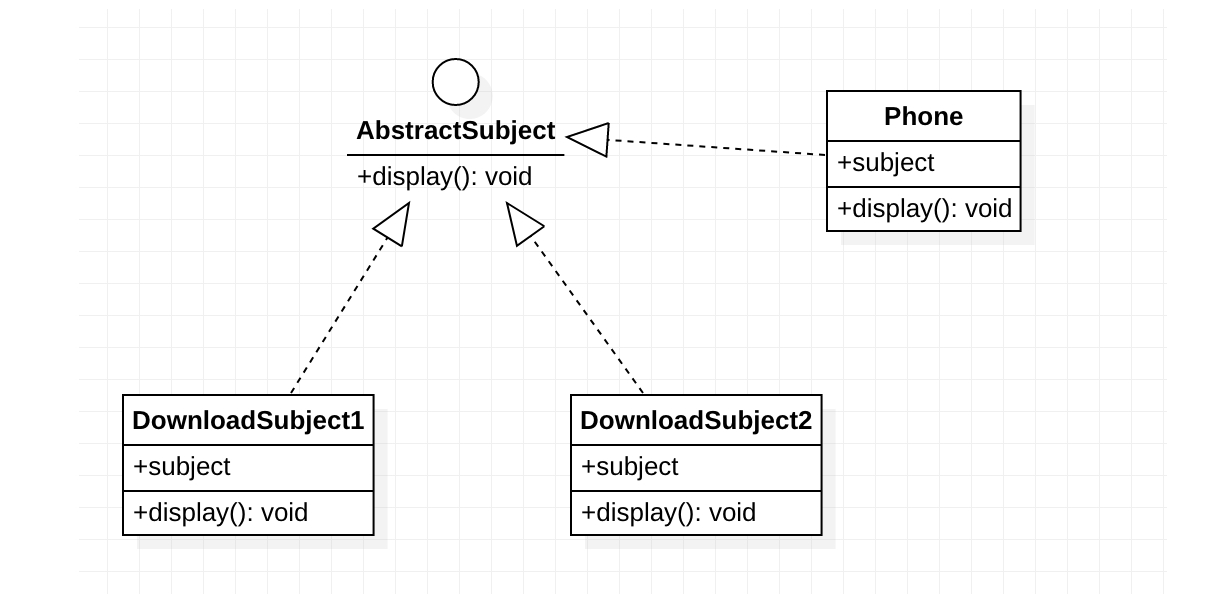 AbstractSubject
+display(): void
Phone
+subject
+display(): void
DownloadSubject1
+subject
+display(): void
DownloadSubject2
+subject
+display(): void